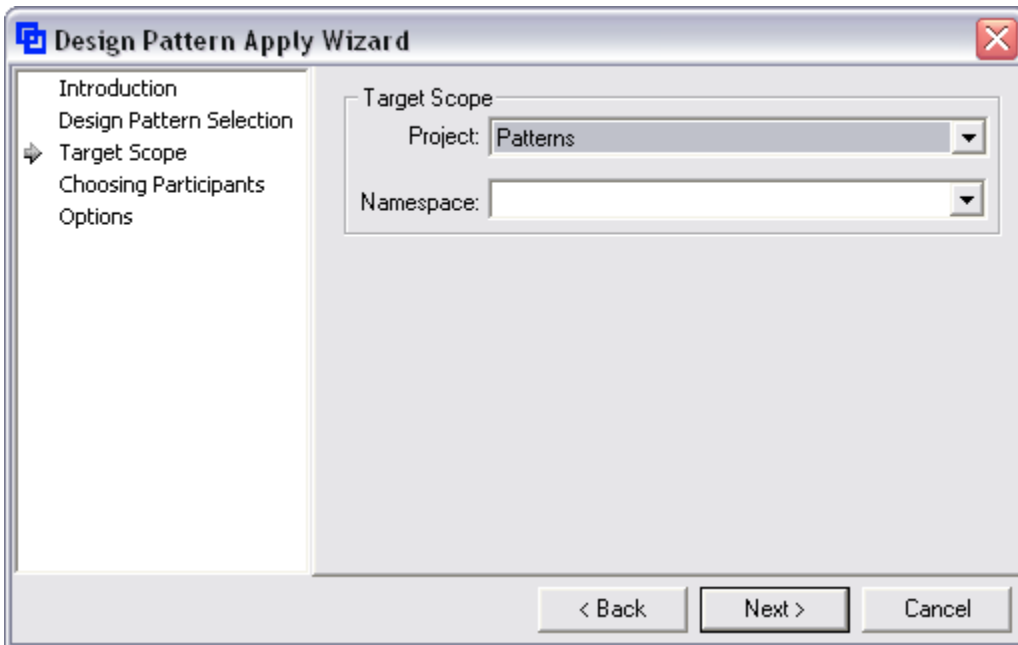 Design Pattern Apply Wizard
Introduction
Design Pattern Selection
Target Scope
Choosing Participants
Options
Target Scope
Project: Patterns
Namespace:
< Back Next > Cancel